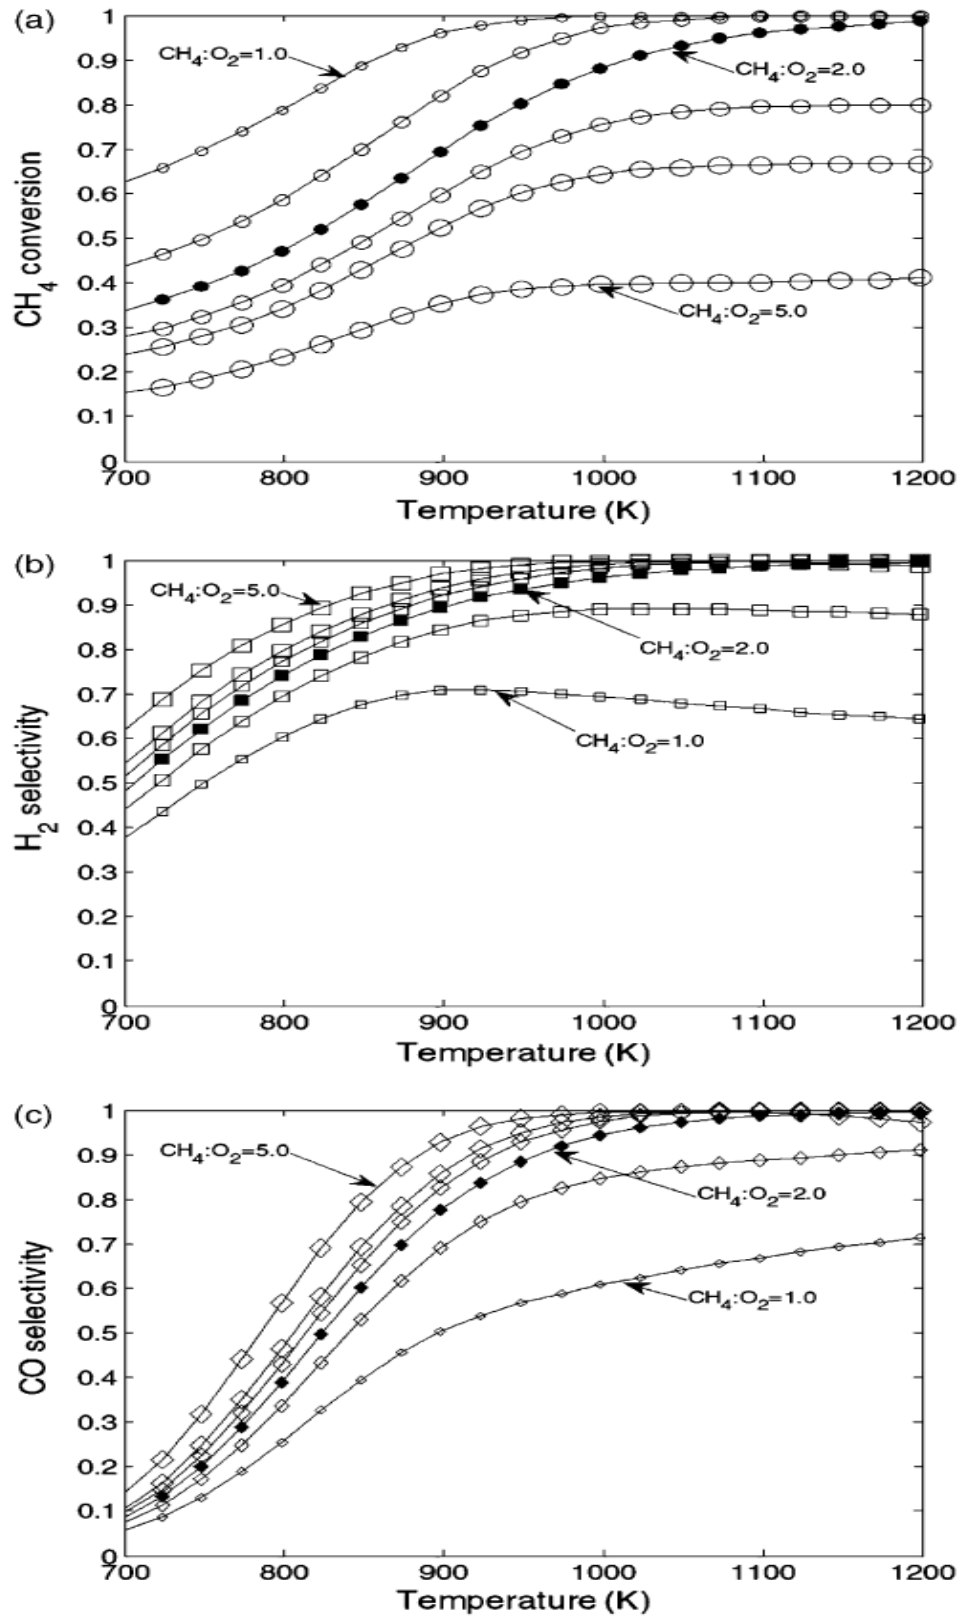 (a)
1
0.9
0.8
0.7
0.6
0.5
0.4
0.3
0.2
0.1
0
CH4 conversion
CH4:O2=1.0
CH4:O2=2.0
CH4:O2=5.0
700 800 900 1000 1100 1200
Temperature (K)
(b)
1
0.9
0.8
0.7
0.6
0.5
0.4
0.3
0.2
0.1
0
H2 selectivity
CH4:O2=5.0
CH4:O2=2.0
CH4:O2=1.0
700 800 900 1000 1100 1200
Temperature (K)
(c)
1
0.9
0.8
0.7
0.6
0.5
0.4
0.3
0.2
0.1
0
CO selectivity
CH4:O2=5.0
CH4:O2=2.0
CH4:O2=1.0
700 800 900 1000 1100 1200
Temperature (K)